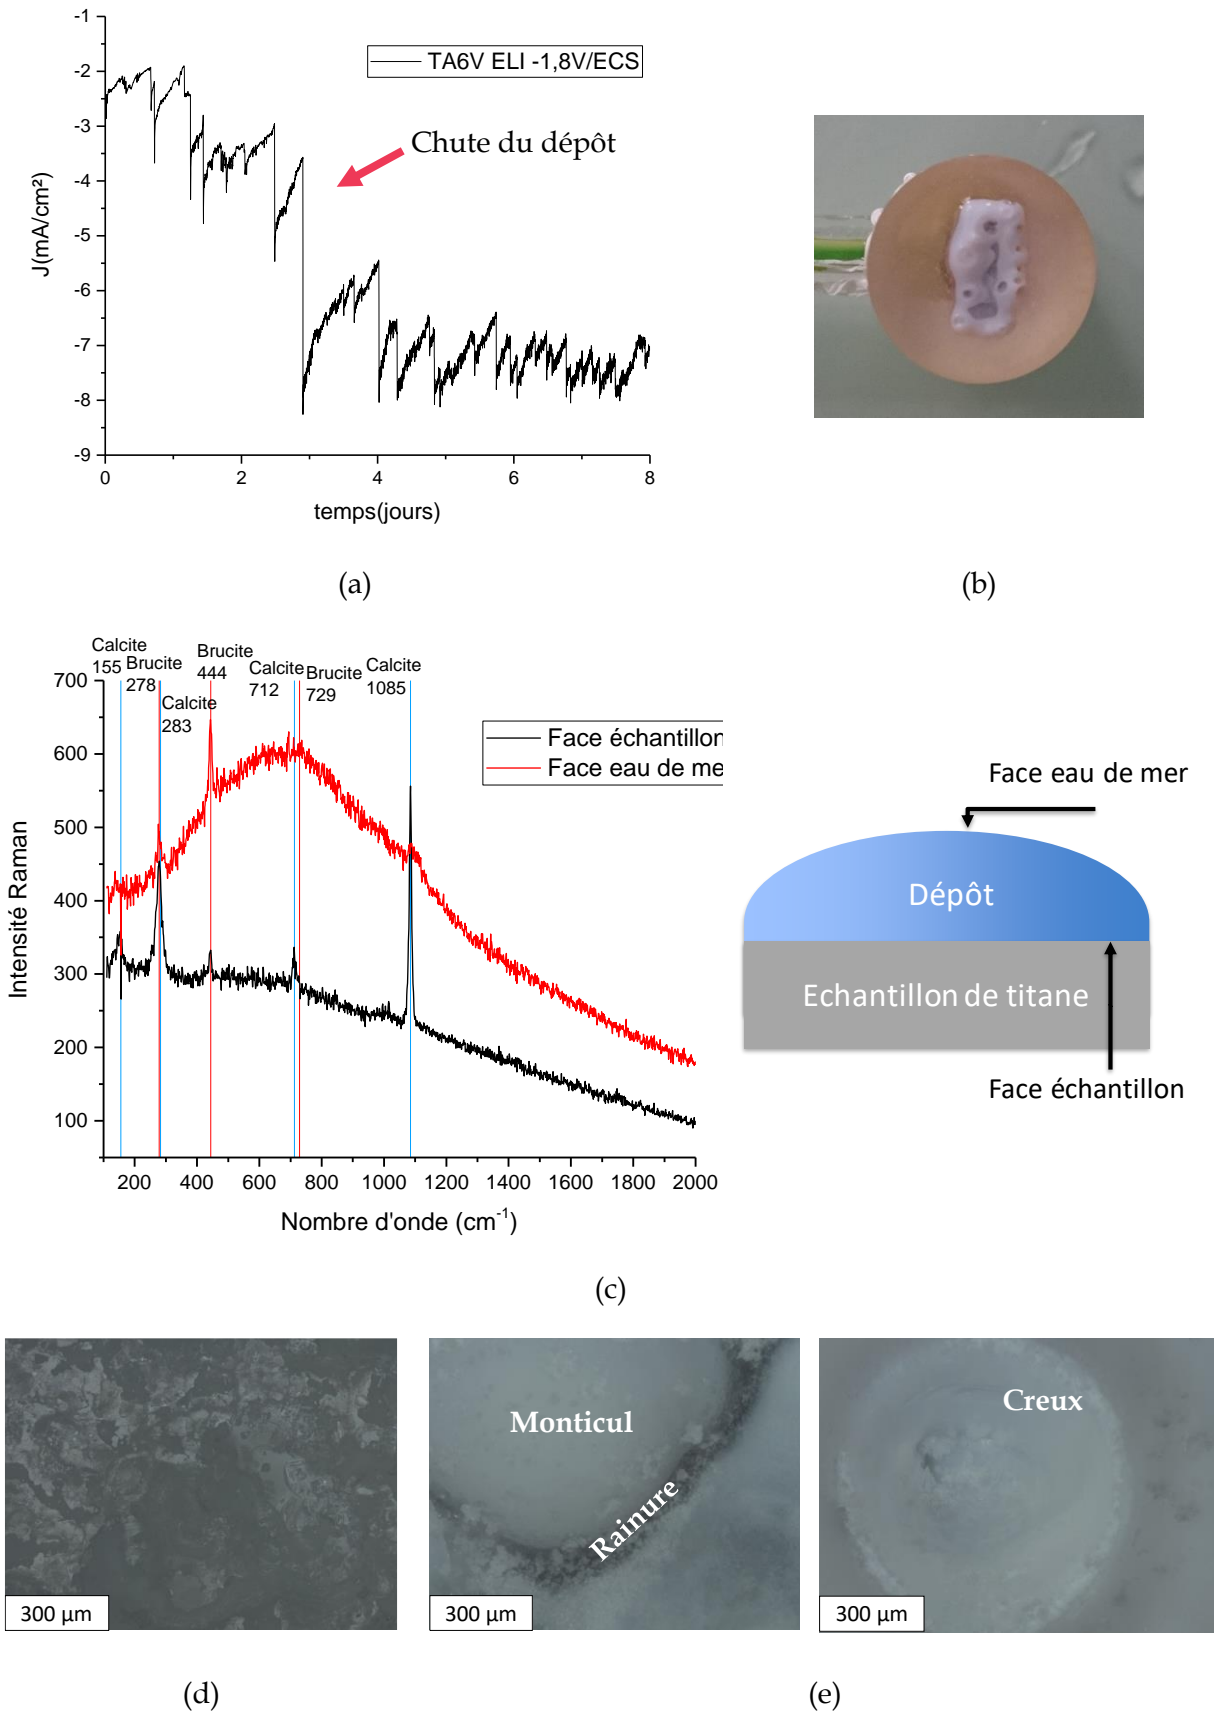 -1
-2
-3
-4
-5
-6
-7
-8
-9
J(mA/cm²)
TA6V ELI -1,8V/ECS
Chute du dépôt
0
2
4
6
8
temps(jours)
(a)
(b)
Calcite
155
Brucite
278
Calcite
283
Brucite
444
Calcite
712
Brucite
729
Calcite
1085
700
600
500
400
300
200
100
Intensité Raman
Face échantillon
Face eau de me
200 400 600 800 1000 1200 1400 1600 1800 2000
Nombre d'onde (cm⁻¹)
Face eau de mer
Dépôt
Echantillon de titane
Face échantillon
(c)
300 µm
Monticul
Rainure
300 µm
Creux
300 µm
(d)
(e)